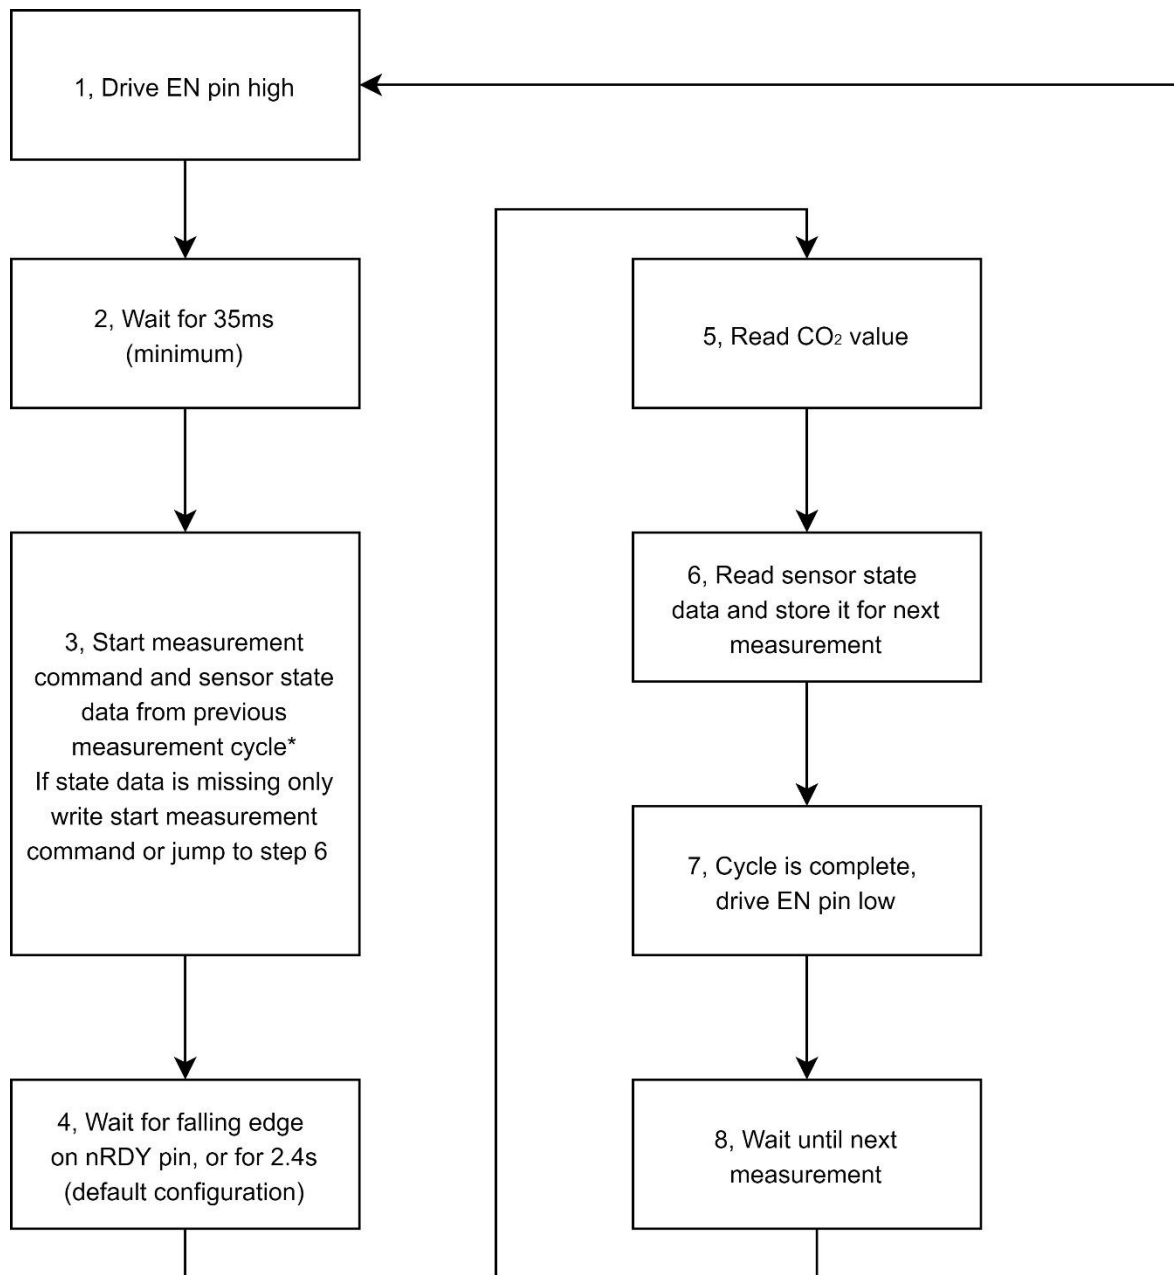 1, Drive EN pin high
2, Wait for 35ms
(minimum)
3, Start measurement
command and sensor state
data from previous
measurement cycle*
If state data is missing only
write start measurement
command or jump to step 6
4, Wait for falling edge
on nRDY pin, or for 2.4s
(default configuration)
5, Read CO₂ value
6, Read sensor state
data and store it for next
measurement
7, Cycle is complete,
drive EN pin low
8, Wait until next
measurement